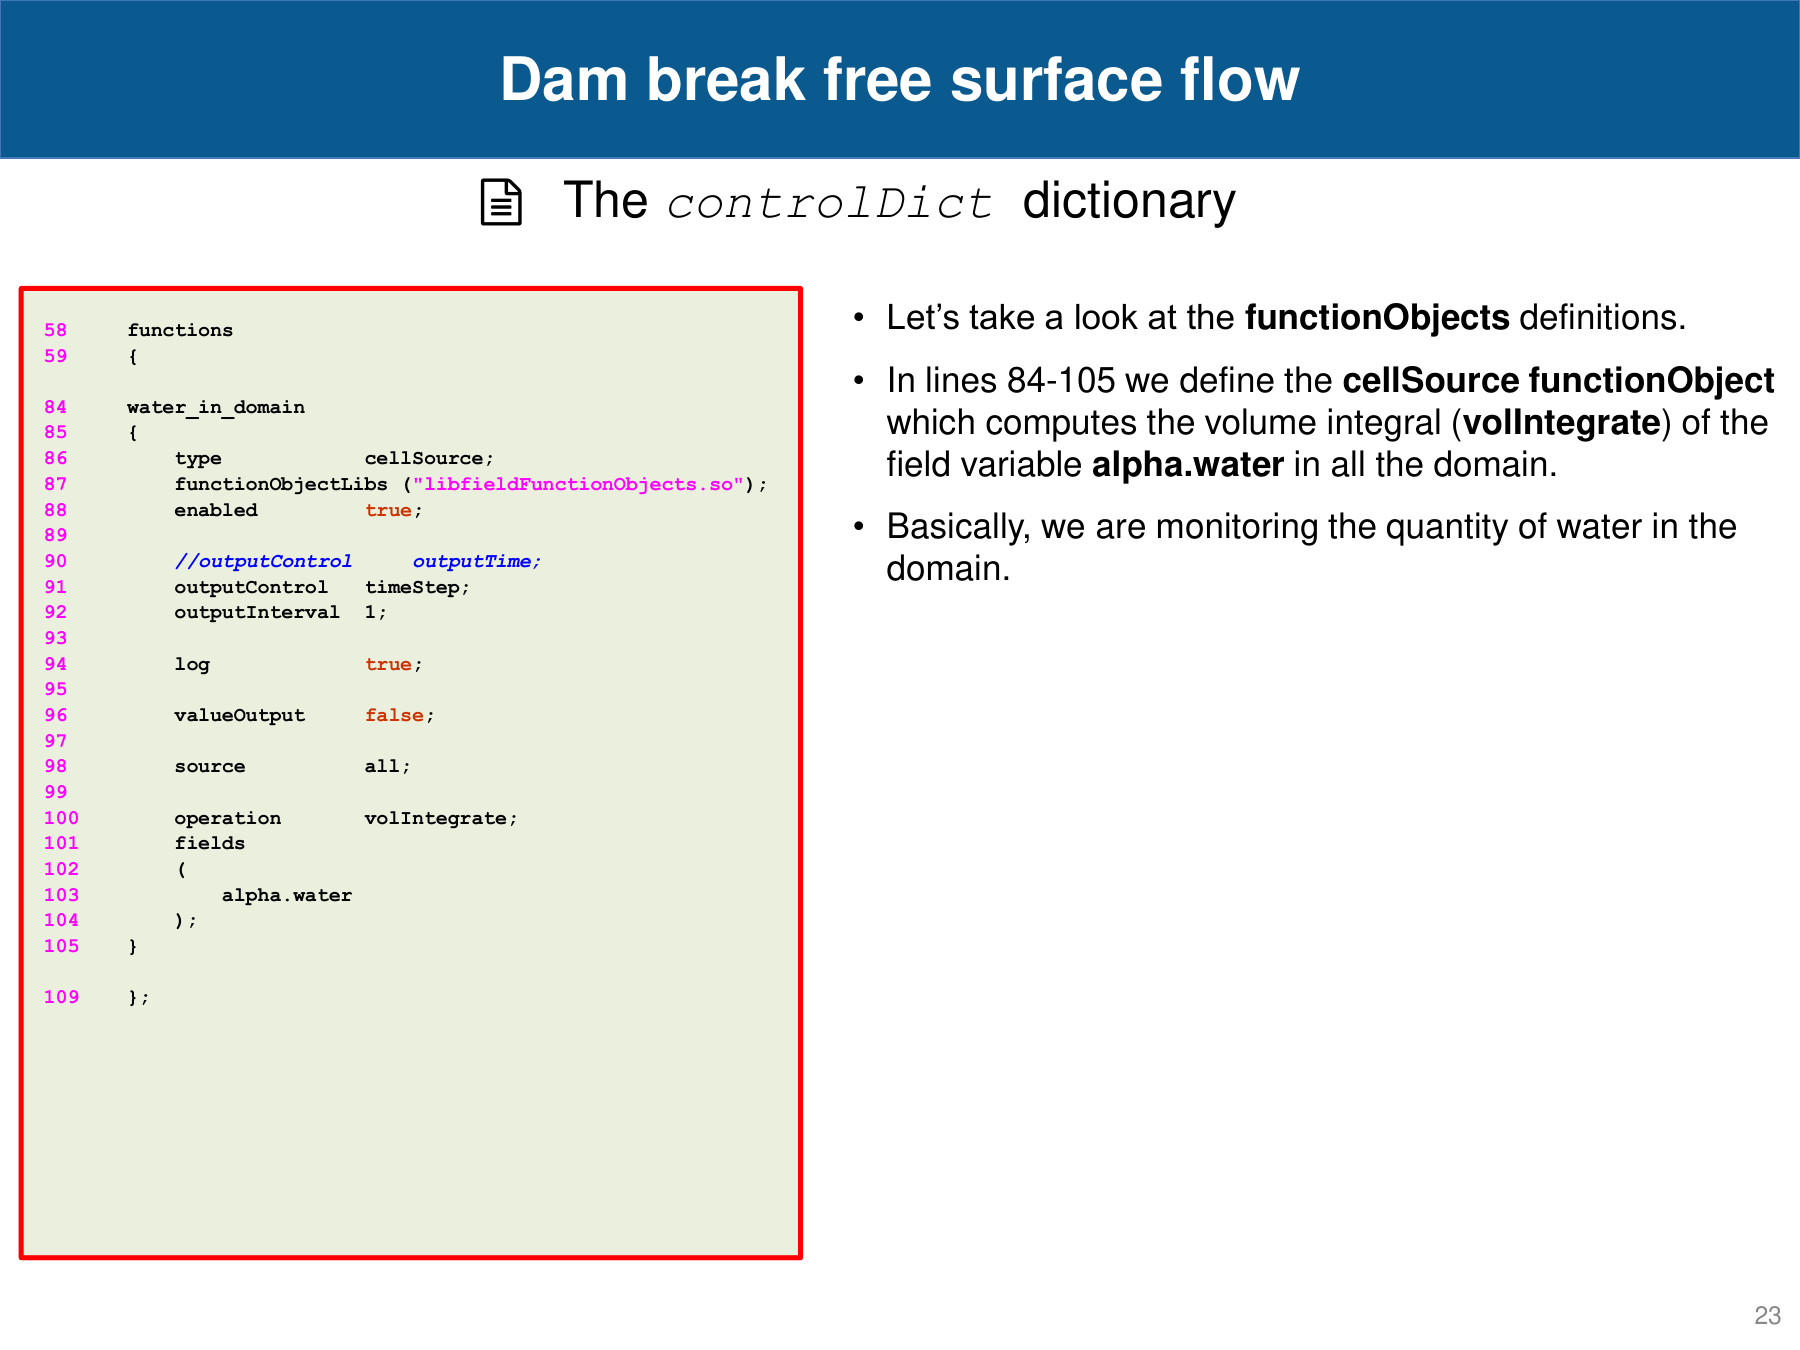 Dam break free surface flow
The controlDict dictionary
58 functions
59 {
84 water_in_domain
85 {
86 type cellSource;
87 functionObjectLibs ("libfieldFunctionObjects.so");
88 enabled true;
89
90 //outputControl outputTime;
91 outputControl timeStep;
92 outputInterval 1;
93
94 log true;
95
96 valueOutput false;
97
98 source all;
99
100 operation volIntegrate;
101 fields
102 (
103 alpha.water
104 );
105 }
109 };
• Let’s take a look at the functionObjects definitions.
• In lines 84-105 we define the cellSource functionObject
which computes the volume integral (volIntegrate) of the
field variable alpha.water in all the domain.
• Basically, we are monitoring the quantity of water in the
domain.
23